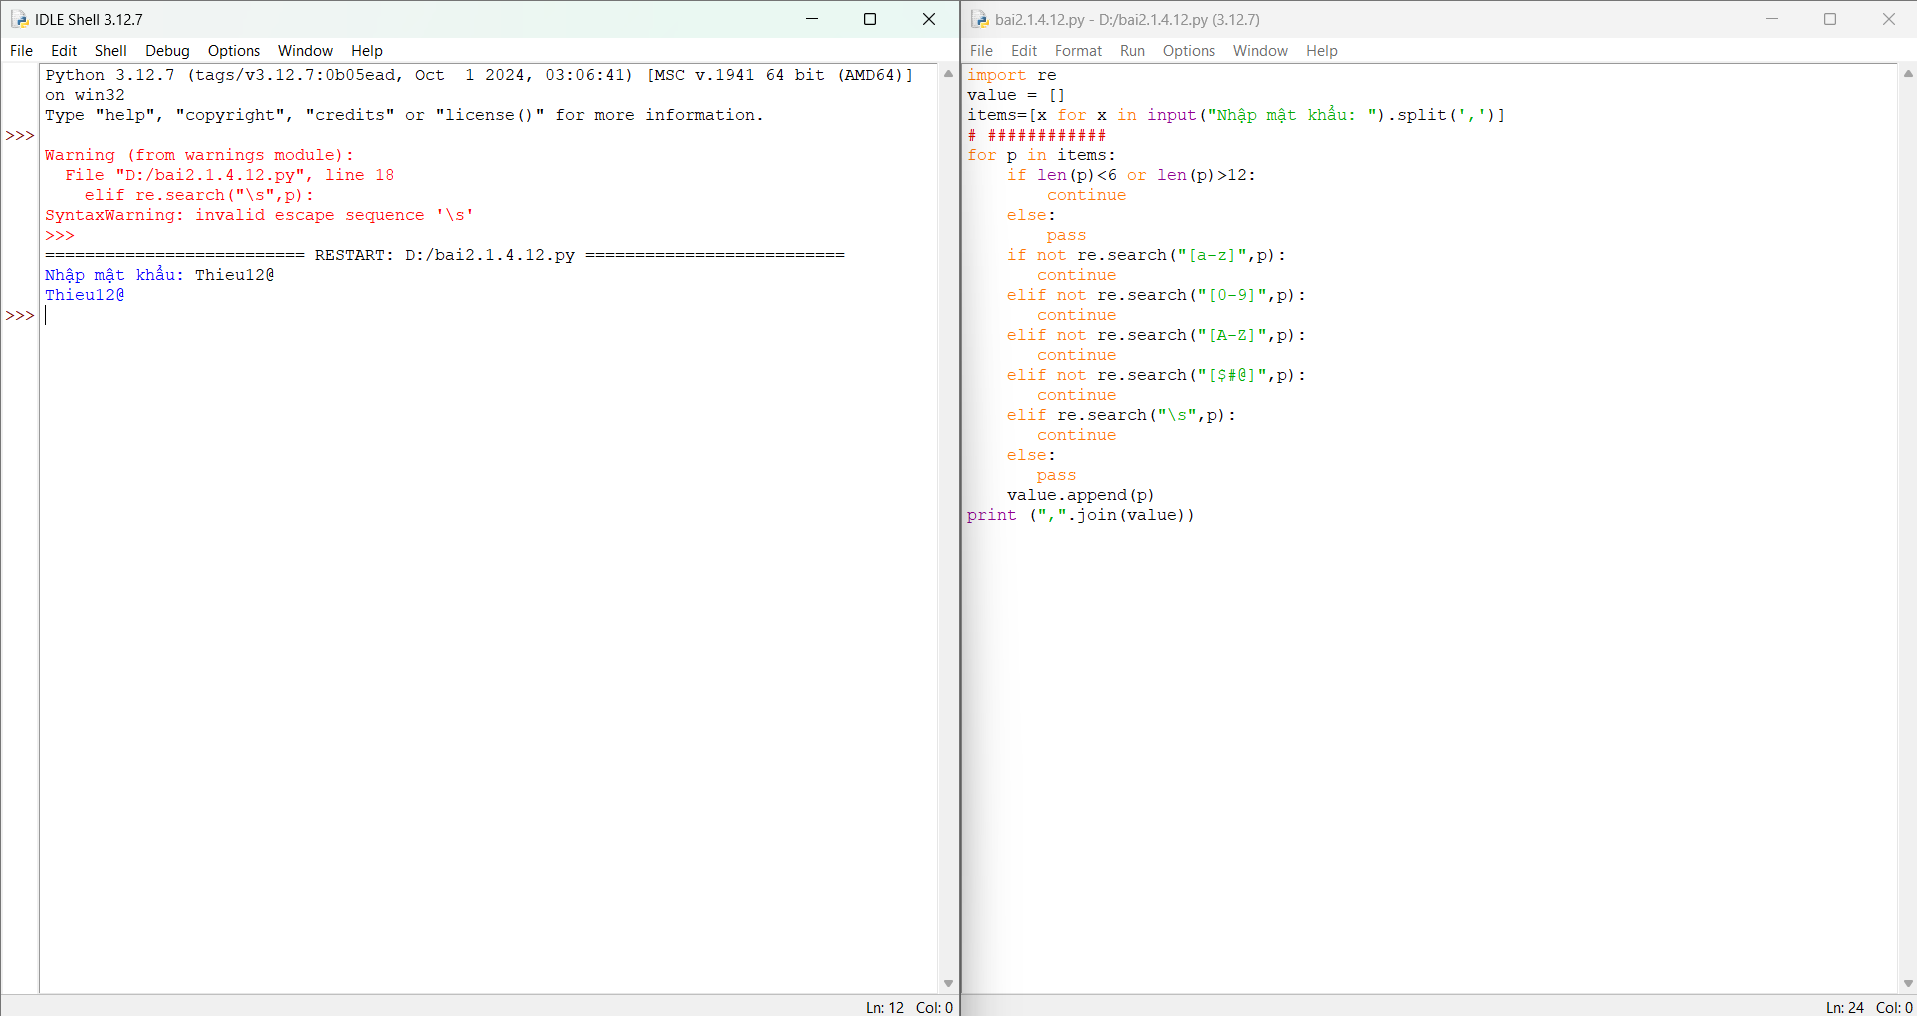 IDLE Shell 3.12.7
File Edit Shell Debug Options Window Help
Python 3.12.7 (tags/v3.12.7:0b05ead, Oct  1 2024, 03:06:41) [MSC v.1941 64 bit (AMD64)]
on win32
Type "help", "copyright", "credits" or "license()" for more information.
>>>
Warning (from warnings module):
  File "D:/bai2.1.4.12.py", line 18
    elif re.search("\s",p):
SyntaxWarning: invalid escape sequence '\s'
>>>
========================== RESTART: D:/bai2.1.4.12.py ==========================
Nhập mật khẩu: Thieu12@
Thieu12@
>>>
Ln: 12 Col: 0
bai2.1.4.12.py - D:/bai2.1.4.12.py (3.12.7)
File Edit Format Run Options Window Help
import re
value = []
items=[x for x in input("Nhập mật khẩu: ").split(',')]
# ############
for p in items:
    if len(p)<6 or len(p)>12:
        continue
    else:
        pass
    if not re.search("[a-z]",p):
       continue
    elif not re.search("[0-9]",p):
       continue
    elif not re.search("[A-Z]",p):
       continue
    elif not re.search("[$#@]",p):
       continue
    elif re.search("\s",p):
       continue
    else:
       pass
    value.append(p)
print (",".join(value))
Ln: 24 Col: 0